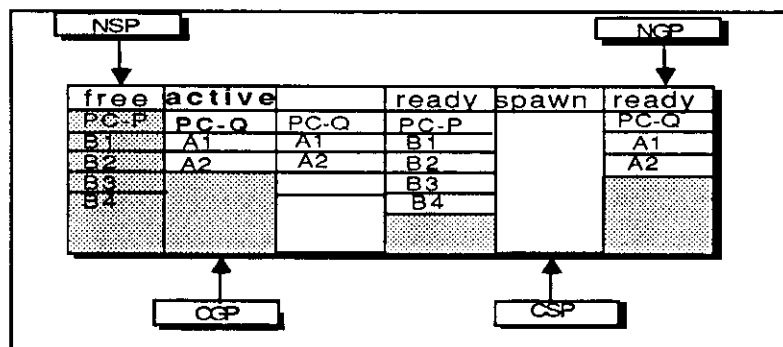 NSP NGP
free active ready spawn ready
PC-P PC-Q PC-Q PC-P PC-Q
B1 A1 A1 B1 A1
B2 A2 A2 B2 A2
B3 B3
B4 B4
CGP CSP